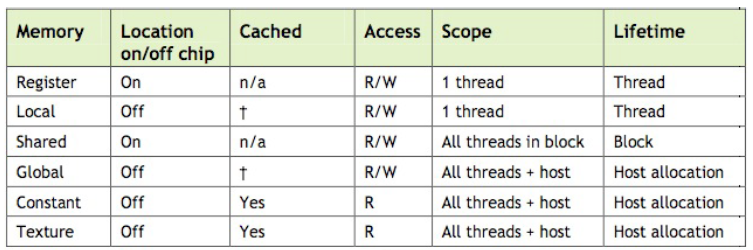 Memory Location on/off chip Cached Access Scope Lifetime
Register On n/a R/W 1 thread Thread
Local Off † R/W 1 thread Thread
Shared On n/a R/W All threads in block Block
Global Off † R/W All threads + host Host allocation
Constant Off Yes R All threads + host Host allocation
Texture Off Yes R All threads + host Host allocation